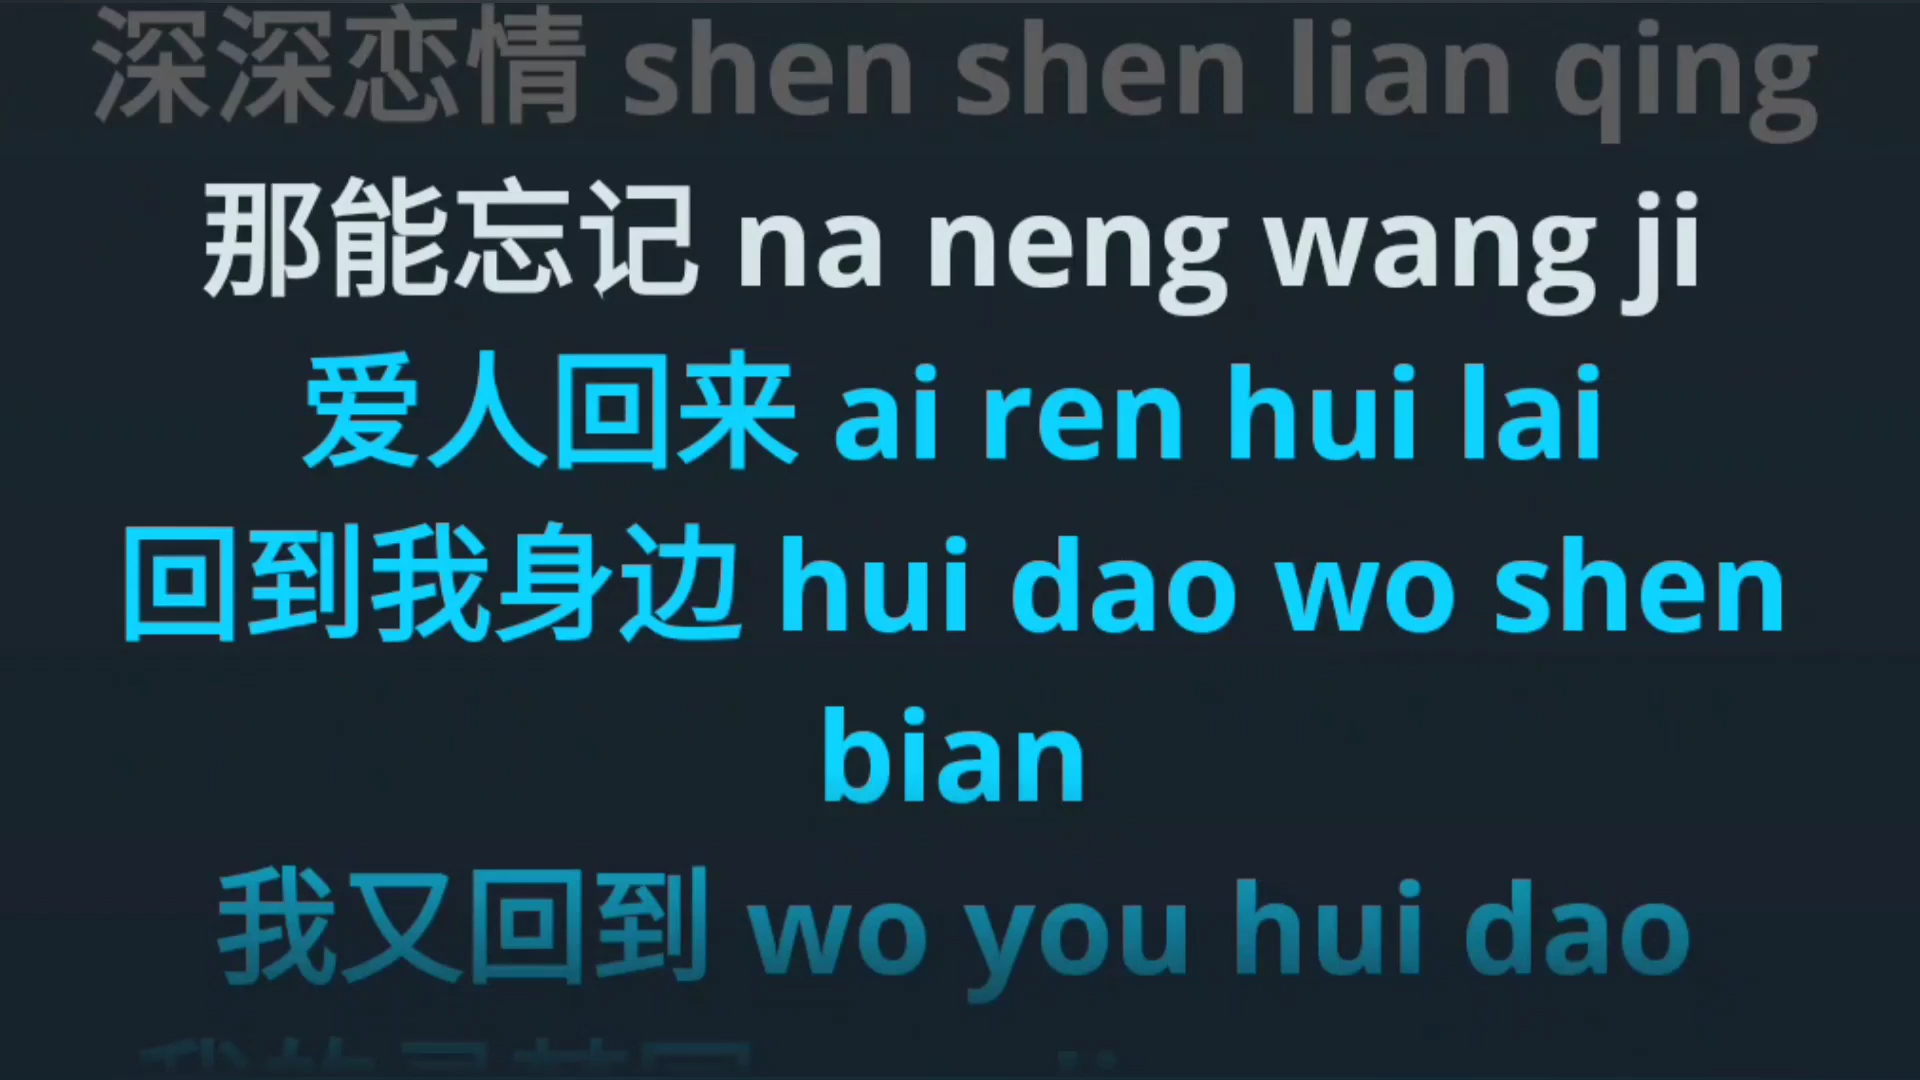 深深恋情 shen shen lian qing
那能忘记 na neng wang ji
爱人回来 ai ren hui lai
回到我身边 hui dao wo shen
bian
我又回到 wo you hui dao